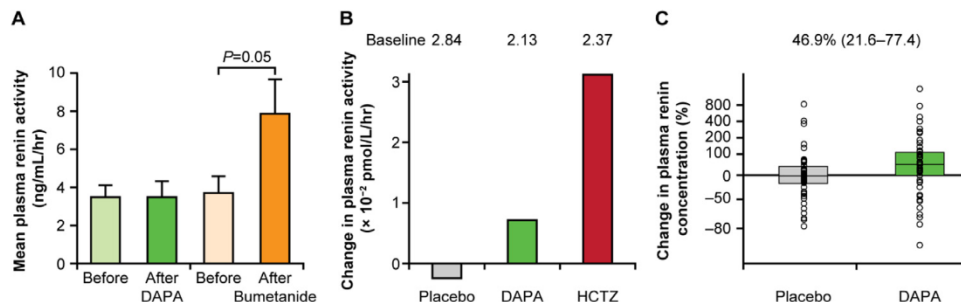 A
Mean plasma renin activity
(ng/mL/hr)
10
8
6
4
2
0
P=0.05
Before
After
DAPA
Before
After
Bumetanide
B
Baseline 2.84 2.13 2.37
Change in plasma renin activity
(× 10⁻² pmol/L/hr)
3
2
1
0
Placebo DAPA HCTZ
C
46.9% (21.6–77.4)
Change in plasma renin
concentration (%)
800
400
200
100
0
−50
−80
Placebo DAPA